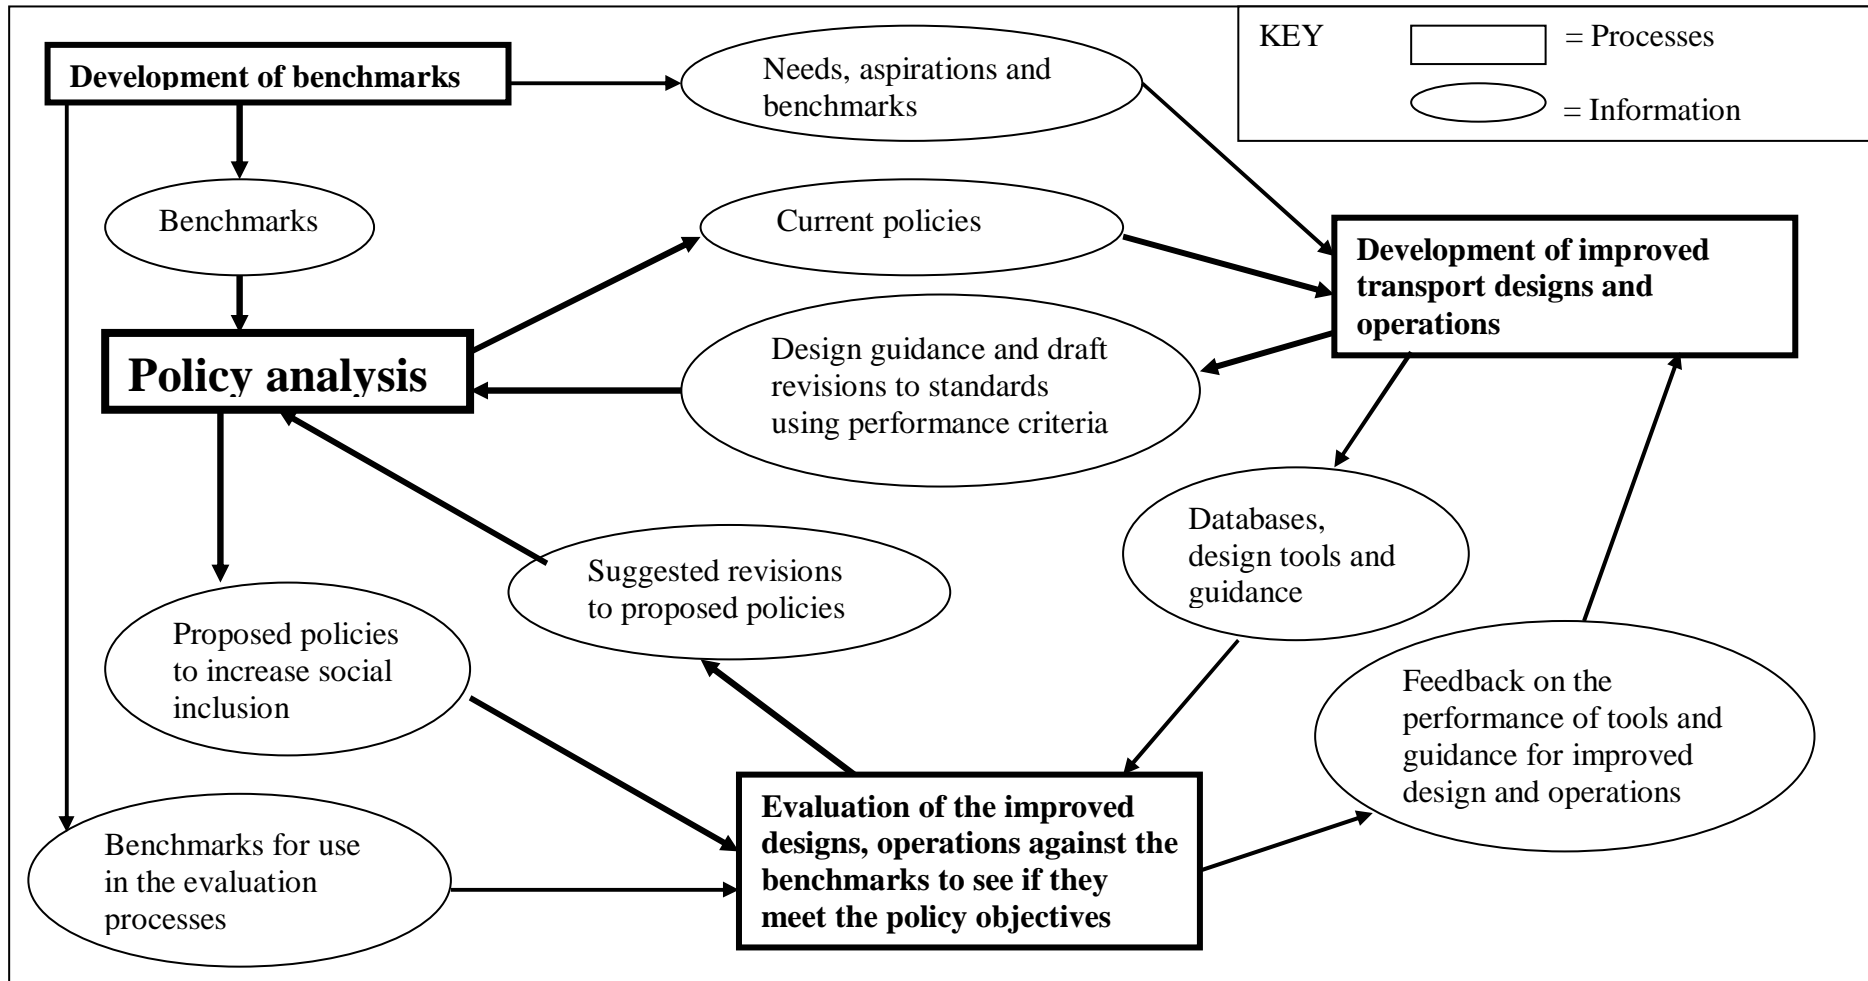 KEY
= Processes
= Information
Development of benchmarks
Needs, aspirations and
benchmarks
Benchmarks
Current policies
Development of improved
transport designs and
operations
Policy analysis
Design guidance and draft
revisions to standards
using performance criteria
Databases,
design tools and
guidance
Suggested revisions
to proposed policies
Proposed policies
to increase social
inclusion
Feedback on the
performance of tools and
guidance for improved
design and operations
Evaluation of the improved
designs, operations against the
benchmarks to see if they
meet the policy objectives
Benchmarks for use
in the evaluation
processes